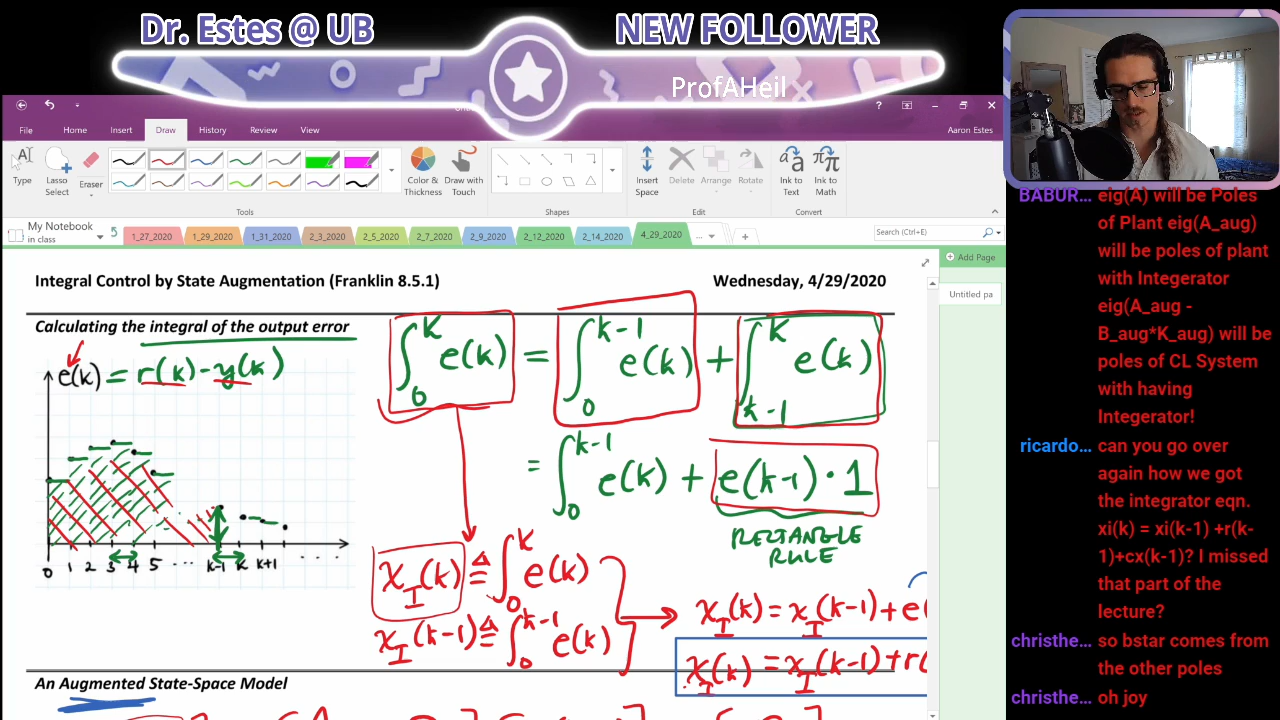 Dr. Estes @ UB
NEW FOLLOWER
ProfAHeil
?
Aaron Estes
File Home Insert Draw History Review View
Type
Lasso Select
Eraser
Color & Thickness
Draw with Touch
Insert Space
Delete
Arrange
Rotate
Ink to Text
Ink to Math
Tools
Shapes
Edit
Convert
My Notebook
in class
1_27_2020 1_29_2020 1_31_2020 2_3_2020 2_5_2020 2_7_2020 2_9_2020 2_12_2020 2_14_2020 4_29_2020 ... +
Search (Ctrl+E)
Add Page
Untitled pa
Integral Control by State Augmentation (Franklin 8.5.1)
Wednesday, 4/29/2020
Calculating the integral of the output error
e(k) = r(k) - y(k)
0 1 2 3 4 5 ... k-1 k k+1 ....
∫₀ᵏ e(k) = ∫₀ᵏ⁻¹ e(k) + ∫ₖ₋₁ᵏ e(k)
= ∫₀ᵏ⁻¹ e(k) + e(k-1)·1
RECTANGLE
RULE
x_I(k) ≜ ∫₀ᵏ e(k)
x_I(k-1) ≜ ∫₀ᵏ⁻¹ e(k)
x_I(k) = x_I(k-1) + e(
x_I(k) = x_I(k-1) + r(
An Augmented State-Space Model
BABUR... eig(A) will be Poles
of Plant eig(A_aug)
will be poles of plant
with Integerator
eig(A_aug -
B_aug*K_aug) will be
poles of CL System
with having
Integerator!
ricardo... can you go over
again how we got
the integrator eqn.
xi(k) = xi(k-1) +r(k-
1)+cx(k-1)? I missed
that part of the
lecture?
christhe... so bstar comes from
the other poles
christhe... oh joy